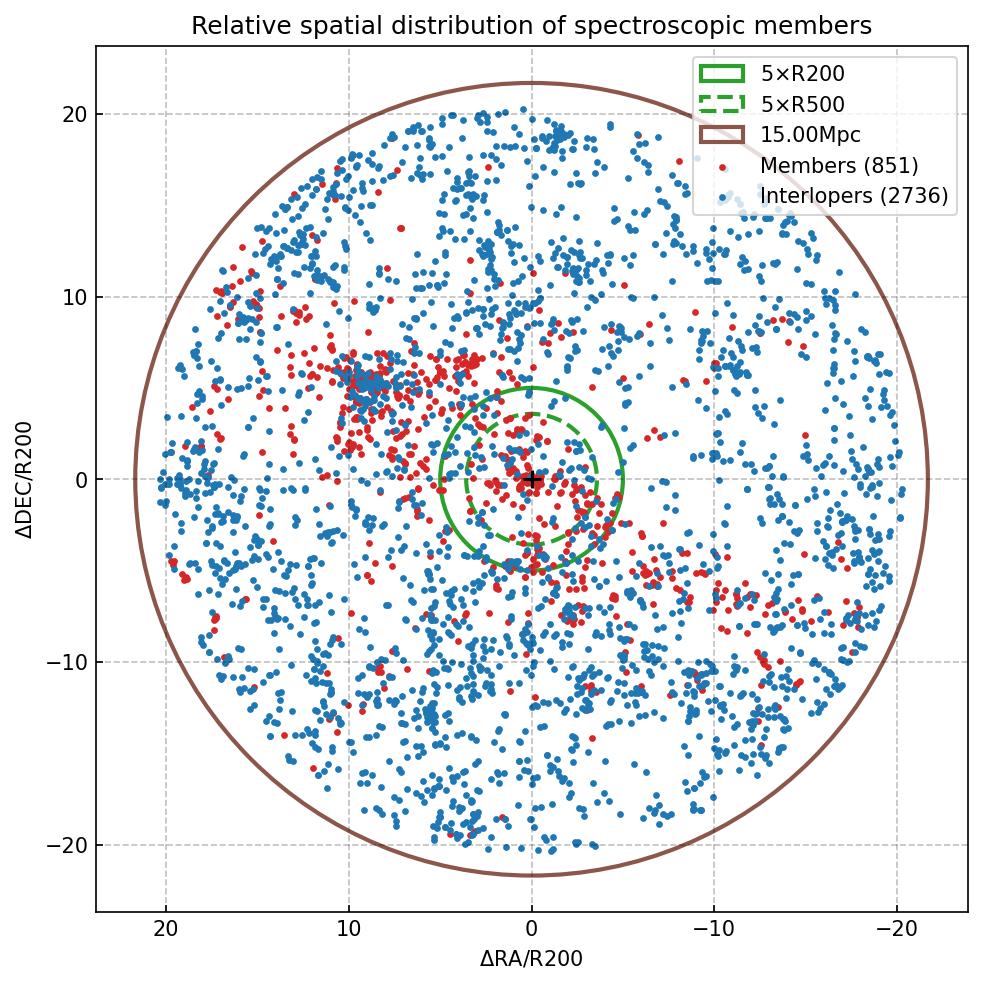 Relative spatial distribution of spectroscopic members
5×R200
5×R500
15.00Mpc
Members (851)
Interlopers (2736)
20
10
0
−10
−20
ΔDEC/R200
20
10
0
−10
−20
ΔRA/R200